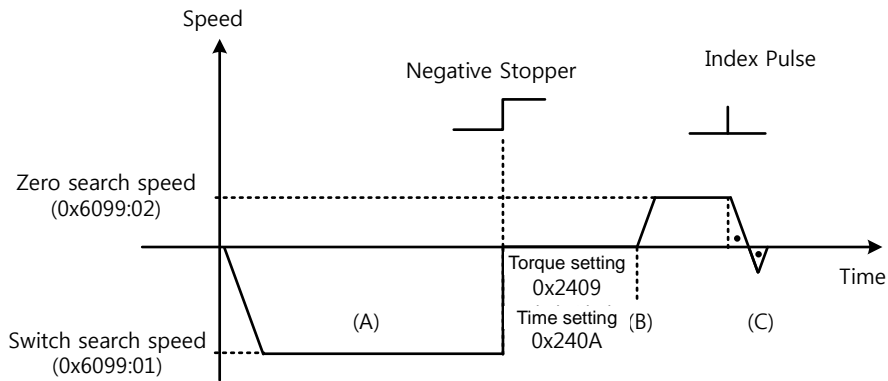 Speed
Negative Stopper
Index Pulse
Zero search speed
(0x6099:02)
Torque setting
0x2409
Time
Time setting
0x240A
(A)
(B)
(C)
Switch search speed
(0x6099:01)